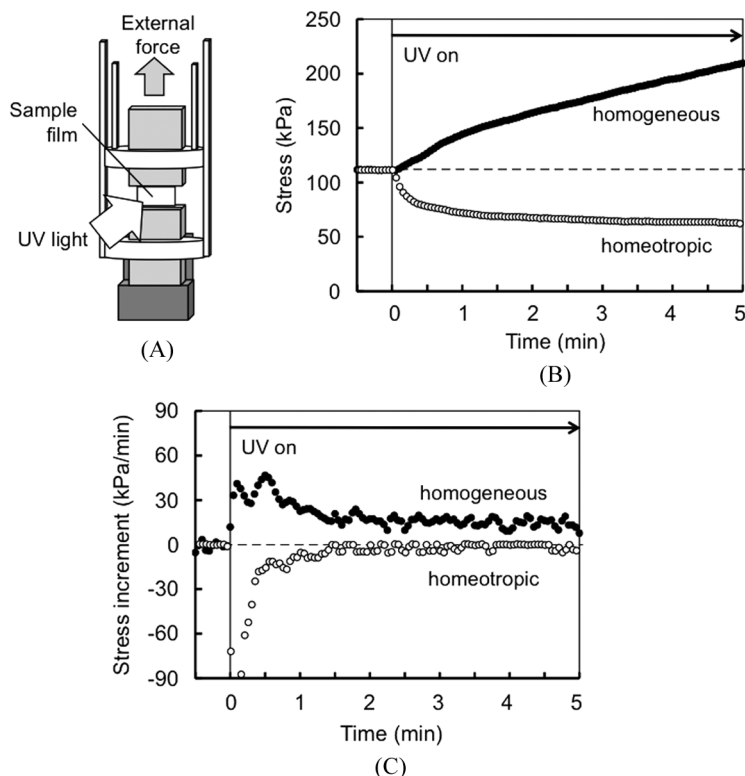 External
force
Sample
film
UV light
(A)
250
200
150
100
50
0
Stress (kPa)
UV on
homogeneous
homeotropic
0
1
2
3
4
5
Time (min)
(B)
90
60
30
0
-30
-60
-90
Stress increment (kPa/min)
UV on
homogeneous
homeotropic
0
1
2
3
4
5
Time (min)
(C)